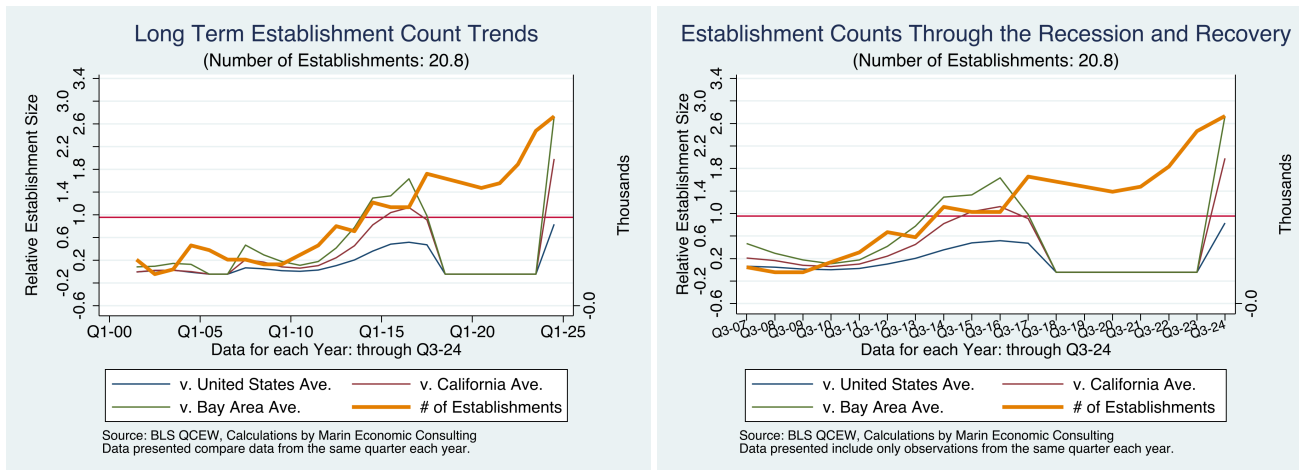 Long Term Establishment Count Trends
(Number of Establishments: 20.8)
Relative Establishment Size
3.4
3.0
2.6
2.2
1.8
1.4
1.0
0.6
0.2
-0.2
-0.6
Thousands
-0.0
Q1-00 Q1-05 Q1-10 Q1-15 Q1-20 Q1-25
Data for each Year: through Q3-24
v. United States Ave. v. California Ave.
v. Bay Area Ave. # of Establishments
Source: BLS QCEW, Calculations by Marin Economic Consulting
Data presented compare data from the same quarter each year.
Establishment Counts Through the Recession and Recovery
(Number of Establishments: 20.8)
Relative Establishment Size
3.4
3.0
2.6
2.2
1.8
1.4
1.0
0.6
0.2
-0.2
-0.6
Thousands
-0.0
Q3-07 Q3-08 Q3-09 Q3-10 Q3-11 Q3-12 Q3-13 Q3-14 Q3-15 Q3-16 Q3-17 Q3-18 Q3-19 Q3-20 Q3-21 Q3-22 Q3-23 Q3-24
Data for each Year: through Q3-24
v. United States Ave. v. California Ave.
v. Bay Area Ave. # of Establishments
Source: BLS QCEW, Calculations by Marin Economic Consulting
Data presented include only observations from the same quarter each year.